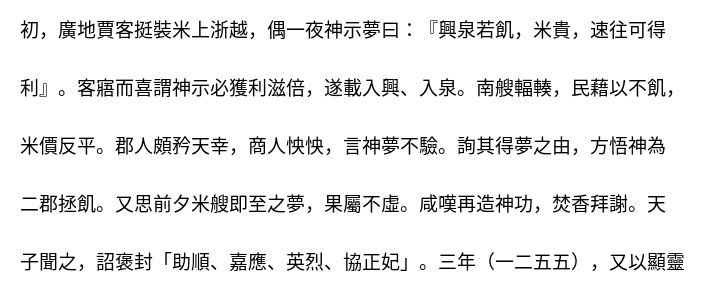 初，廣地賈客挺裝米上浙越，偶一夜神示夢曰：『興泉若飢，米貴，速往可得
利』。客寤而喜謂神示必獲利滋倍，遂載入興、入泉。南艘輻輳，民藉以不飢，
米價反平。郡人頗矜天幸，商人怏怏，言神夢不驗。詢其得夢之由，方悟神為
二郡拯飢。又思前夕米艘即至之夢，果屬不虛。咸嘆再造神功，焚香拜謝。天
子聞之，詔褒封「助順、嘉應、英烈、協正妃」。三年（一二五五），又以顯靈